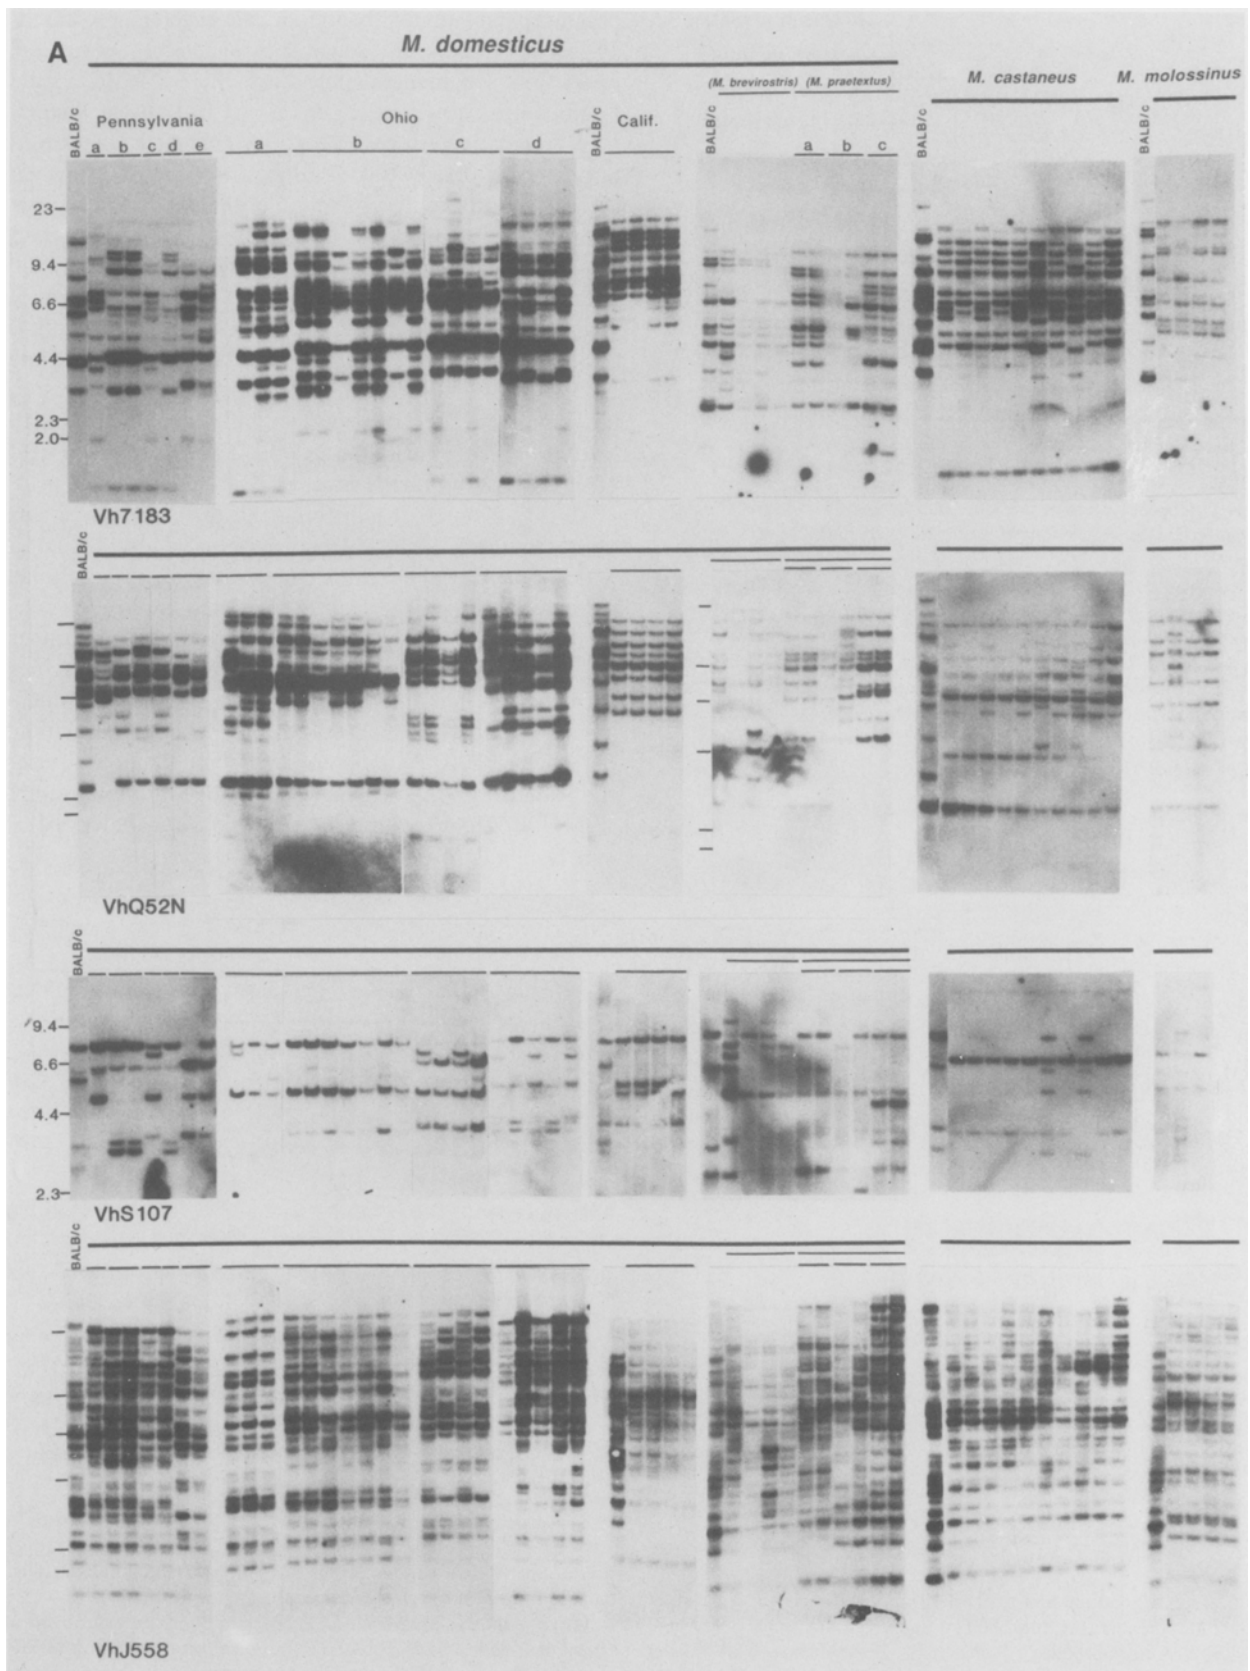 A
M. domesticus
(M. brevirostris) (M. praetextus)
M. castaneus
M. molossinus
BALB/c
Pennsylvania
Ohio
BALB/c
Calif.
BALB/c
BALB/c
BALB/c
a b c d e
a b c d
a b c
23
9.4
6.6
4.4
2.3
2.0
Vh7183
BALB/c
VhQ52N
BALB/c
9.4
6.6
4.4
2.3
VhS107
BALB/c
VhJ558